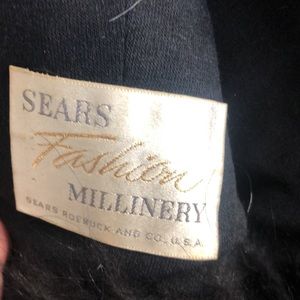 SEARS
Fashion
MILLINERY
SEARS ROEBUCK AND CO. U.S.A.